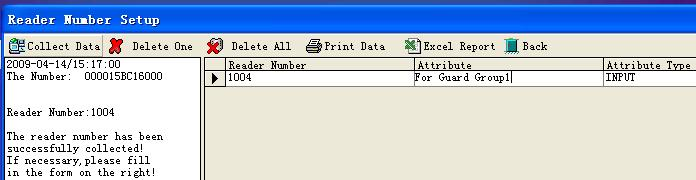 Reader Number Setup
Collect Data Delete One Delete All Print Data Excel Report Back
2009-04-14/15:17:00
The Number: 000015BC16000
Reader Number:1004
The reader number has been
successfully collected!
If necessary,please fill
in the form on the right!
Reader Number Attribute Attribute Type
1004 For Guard Group1 INPUT